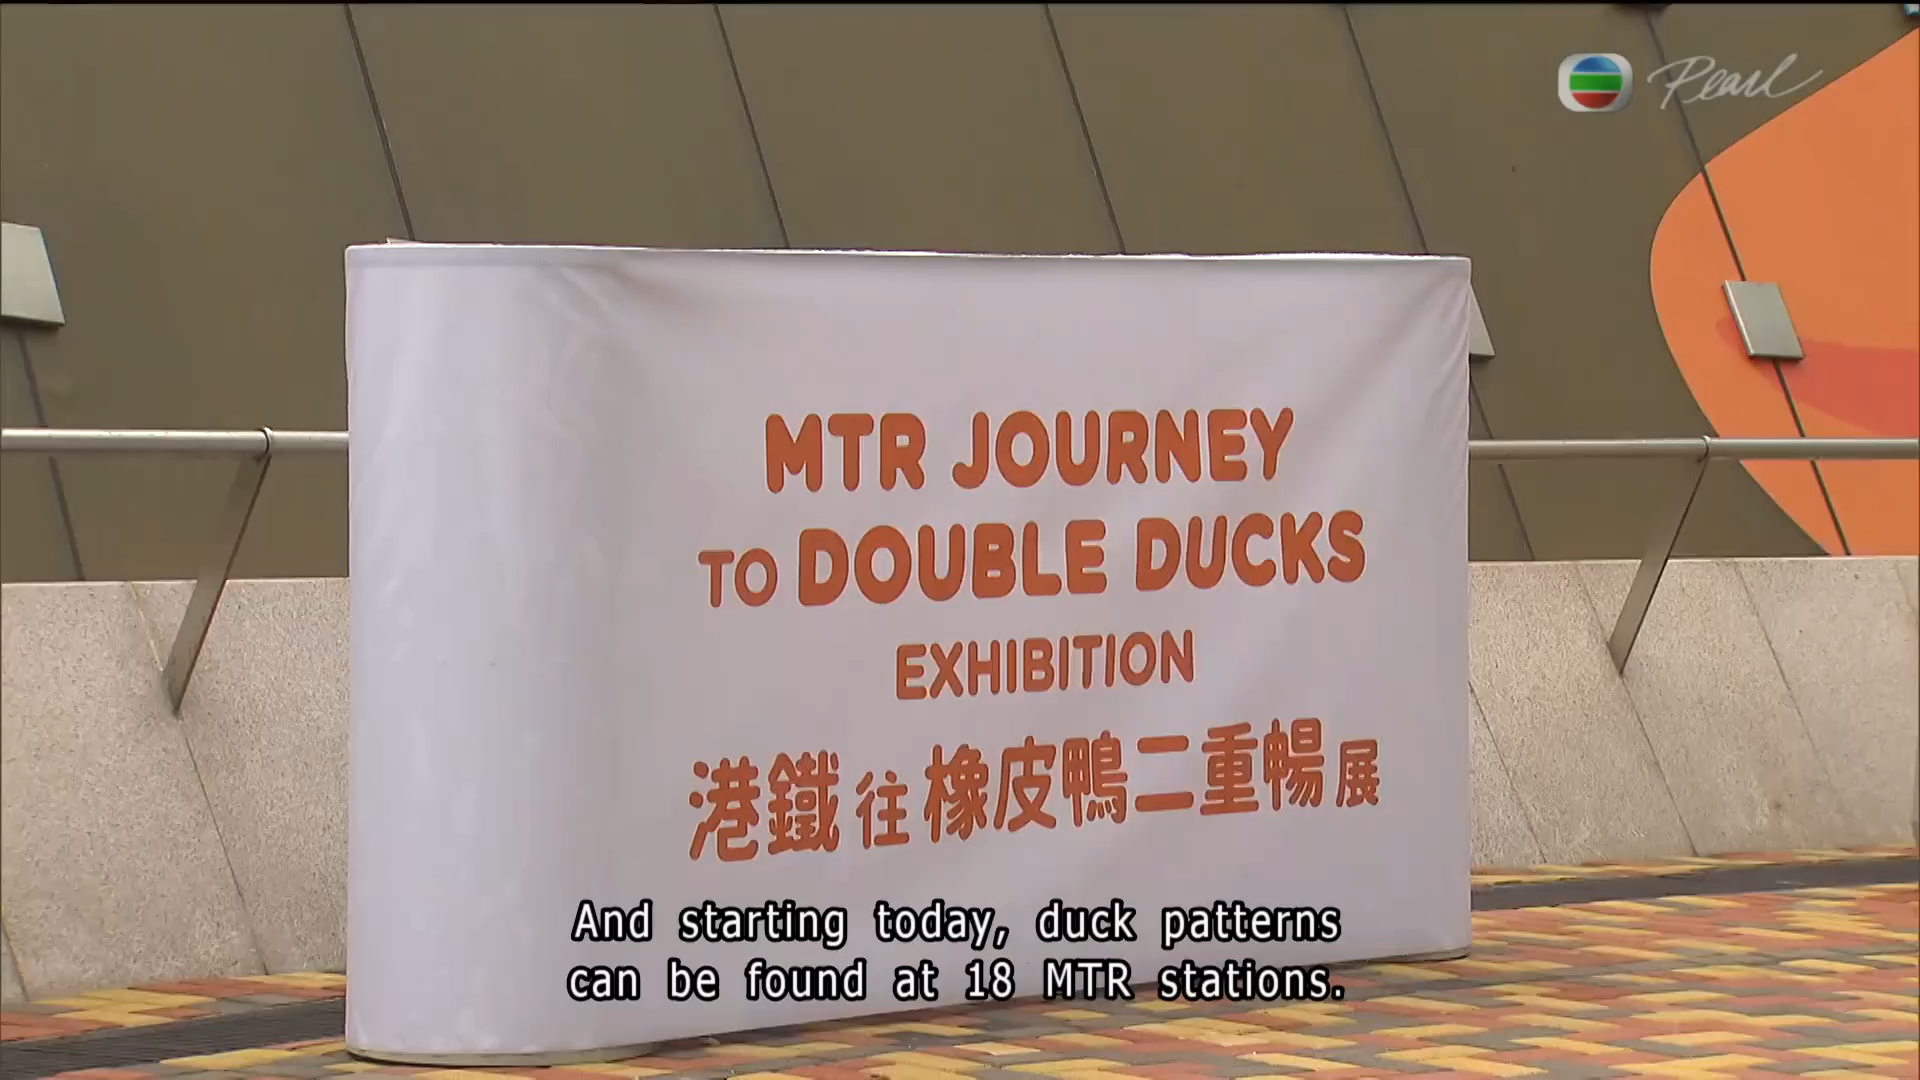 Pearl
MTR JOURNEY
TO DOUBLE DUCKS
EXHIBITION
港鐵往橡皮鴨二重暢展
And starting today, duck patterns
can be found at 18 MTR stations.